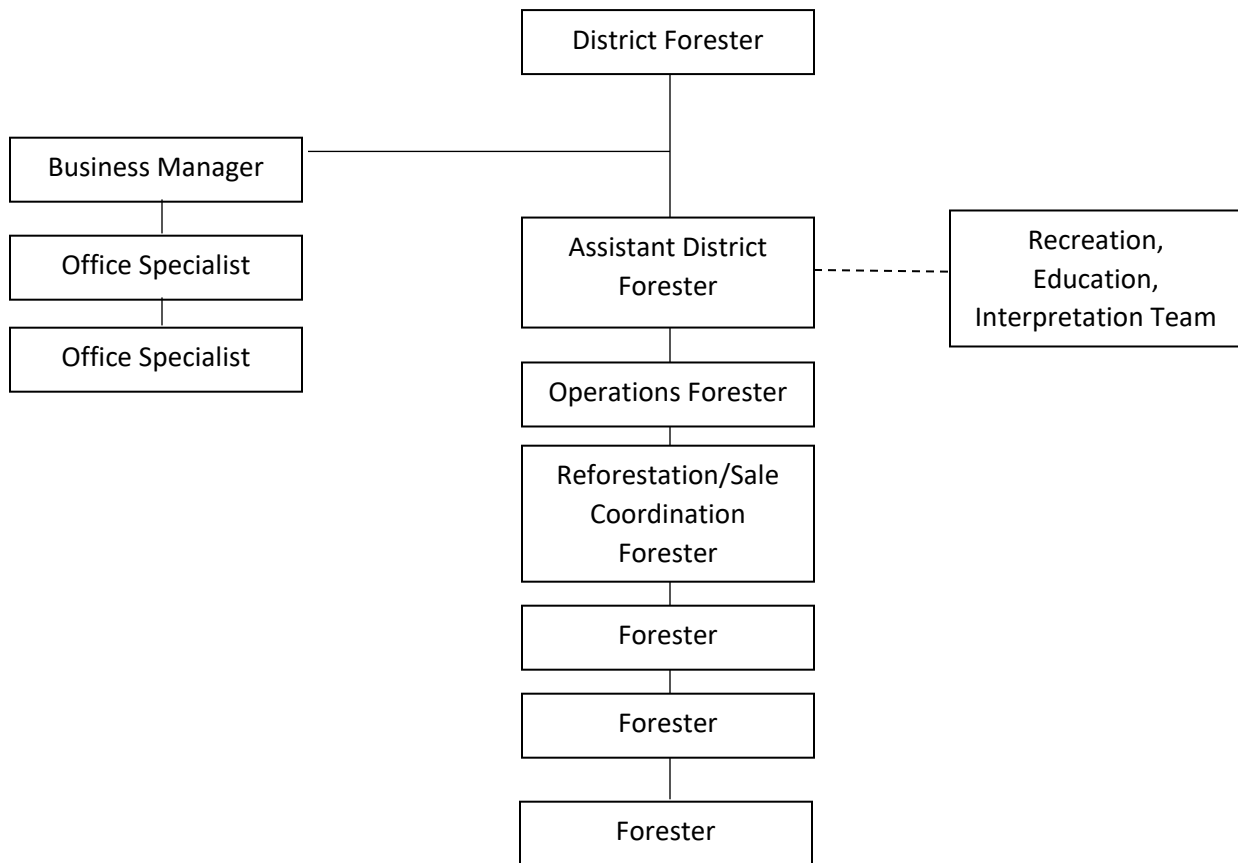 District Forester
Business Manager
Office Specialist
Office Specialist
Assistant District
Forester
Recreation,
Education,
Interpretation Team
Operations Forester
Reforestation/Sale
Coordination
Forester
Forester
Forester
Forester